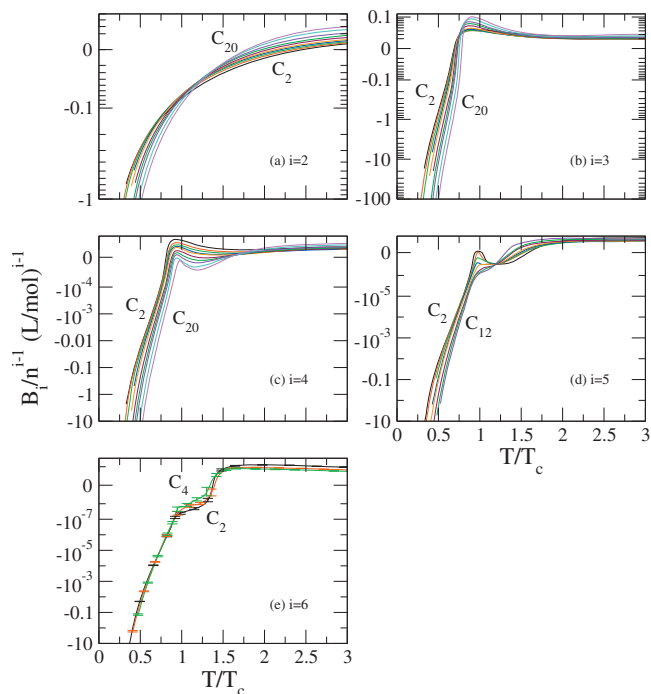 0
-0.1
-1
C20
C2
(a) i=2
0.1
0
-0.1
-1
-10
-100
C2
C20
(b) i=3
0
-10^-4
-10^-3
-0.01
-0.1
-1
-10
C2
C20
(c) i=4
0
-10^-5
-10^-3
-0.1
-10
0 0.5 1 1.5 2 2.5 3
C2
C12
(d) i=5
T/Tc
B_i/n^{i-1} (L/mol)^{i-1}
0
-10^-7
-10^-5
-10^-3
-0.1
-10
0 0.5 1 1.5 2 2.5 3
C4
C2
(e) i=6
T/Tc